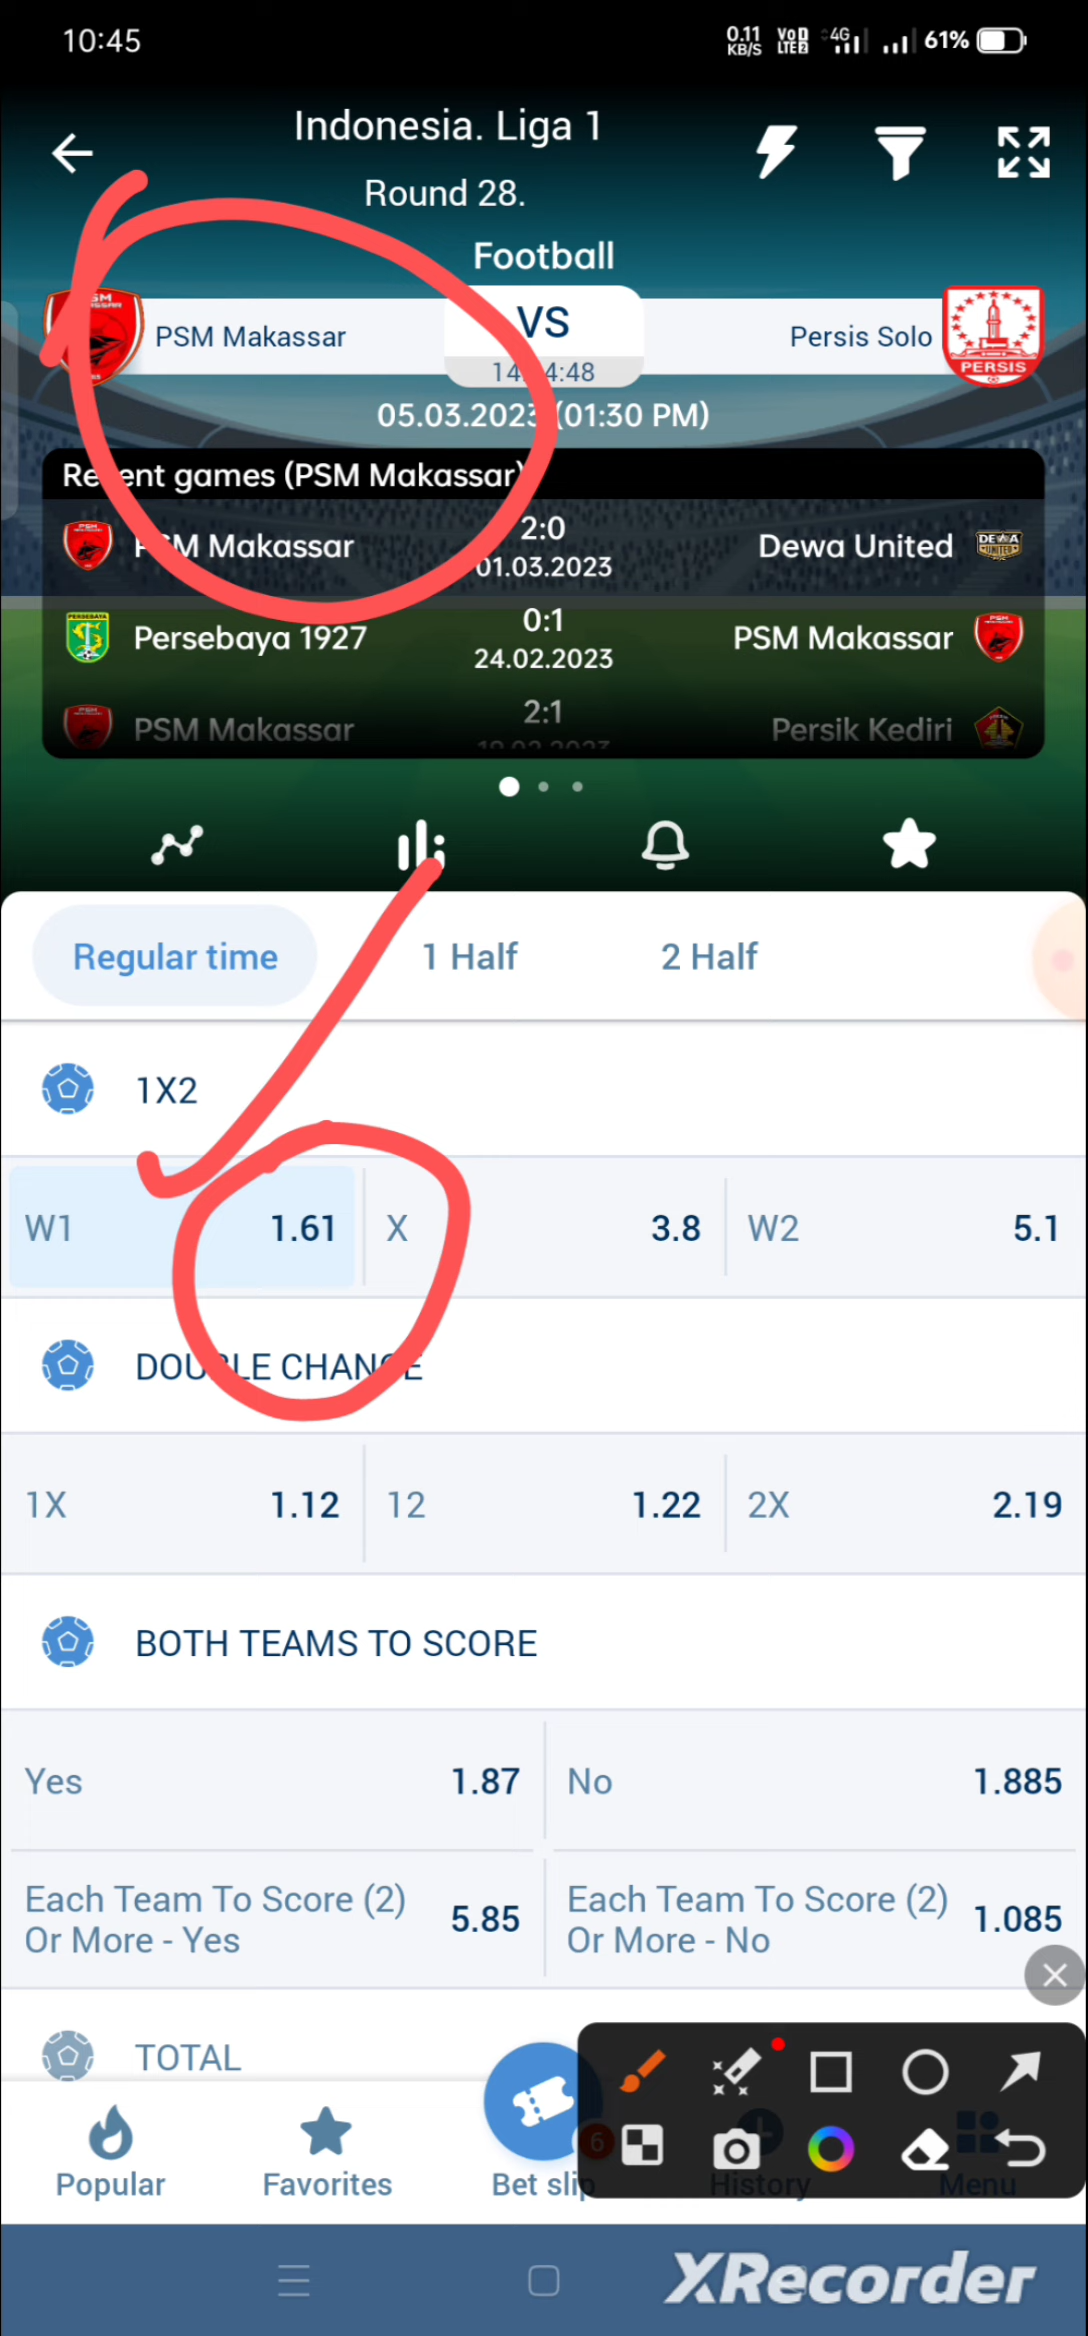 10:45
0.11 KB/S
VoD LTE2
4G
61%
Indonesia. Liga 1
Round 28.
Football
PSM Makassar
VS
Persis Solo
PERSIS
4:48
05.03.2023 (01:30 PM)
Recent games (PSM Makassar)
PSM Makassar
2:0
01.03.2023
Dewa United
Persebaya 1927
0:1
24.02.2023
PSM Makassar
PSM Makassar
2:1
Persik Kediri
Regular time
1 Half
2 Half
1X2
W1 1.61
X 3.8
W2 5.1
DOUBLE CHANCE
1X 1.12
12 1.22
2X 2.19
BOTH TEAMS TO SCORE
Yes 1.87
No 1.885
Each Team To Score (2)
Or More - Yes
5.85
Each Team To Score (2)
Or More - No
1.085
TOTAL
6
Popular
Favorites
Bet slip
History
Menu
XRecorder